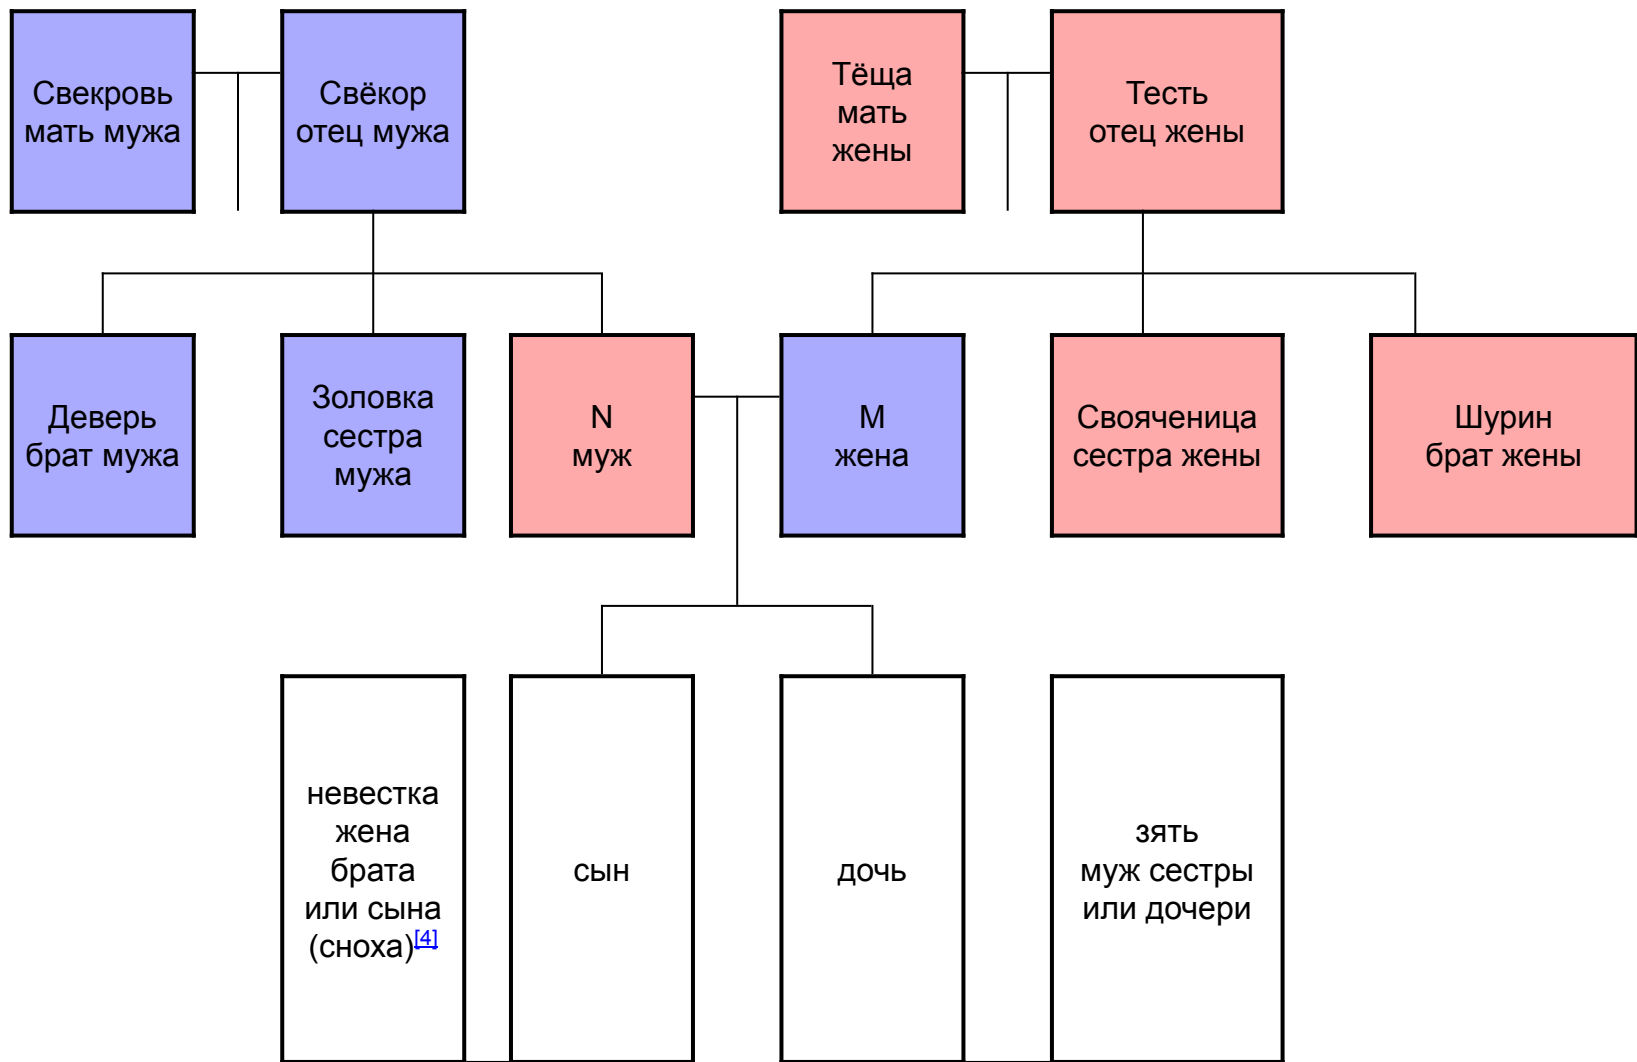 Свекровь
мать мужа
Свёкор
отец мужа
Тёща
мать
жены
Тесть
отец жены
Деверь
брат мужа
Золовка
сестра
мужа
N
муж
M
жена
Свояченица
сестра жены
Шурин
брат жены
невестка
жена
брата
или сына
(сноха)[4]
сын
дочь
зять
муж сестры
или дочери